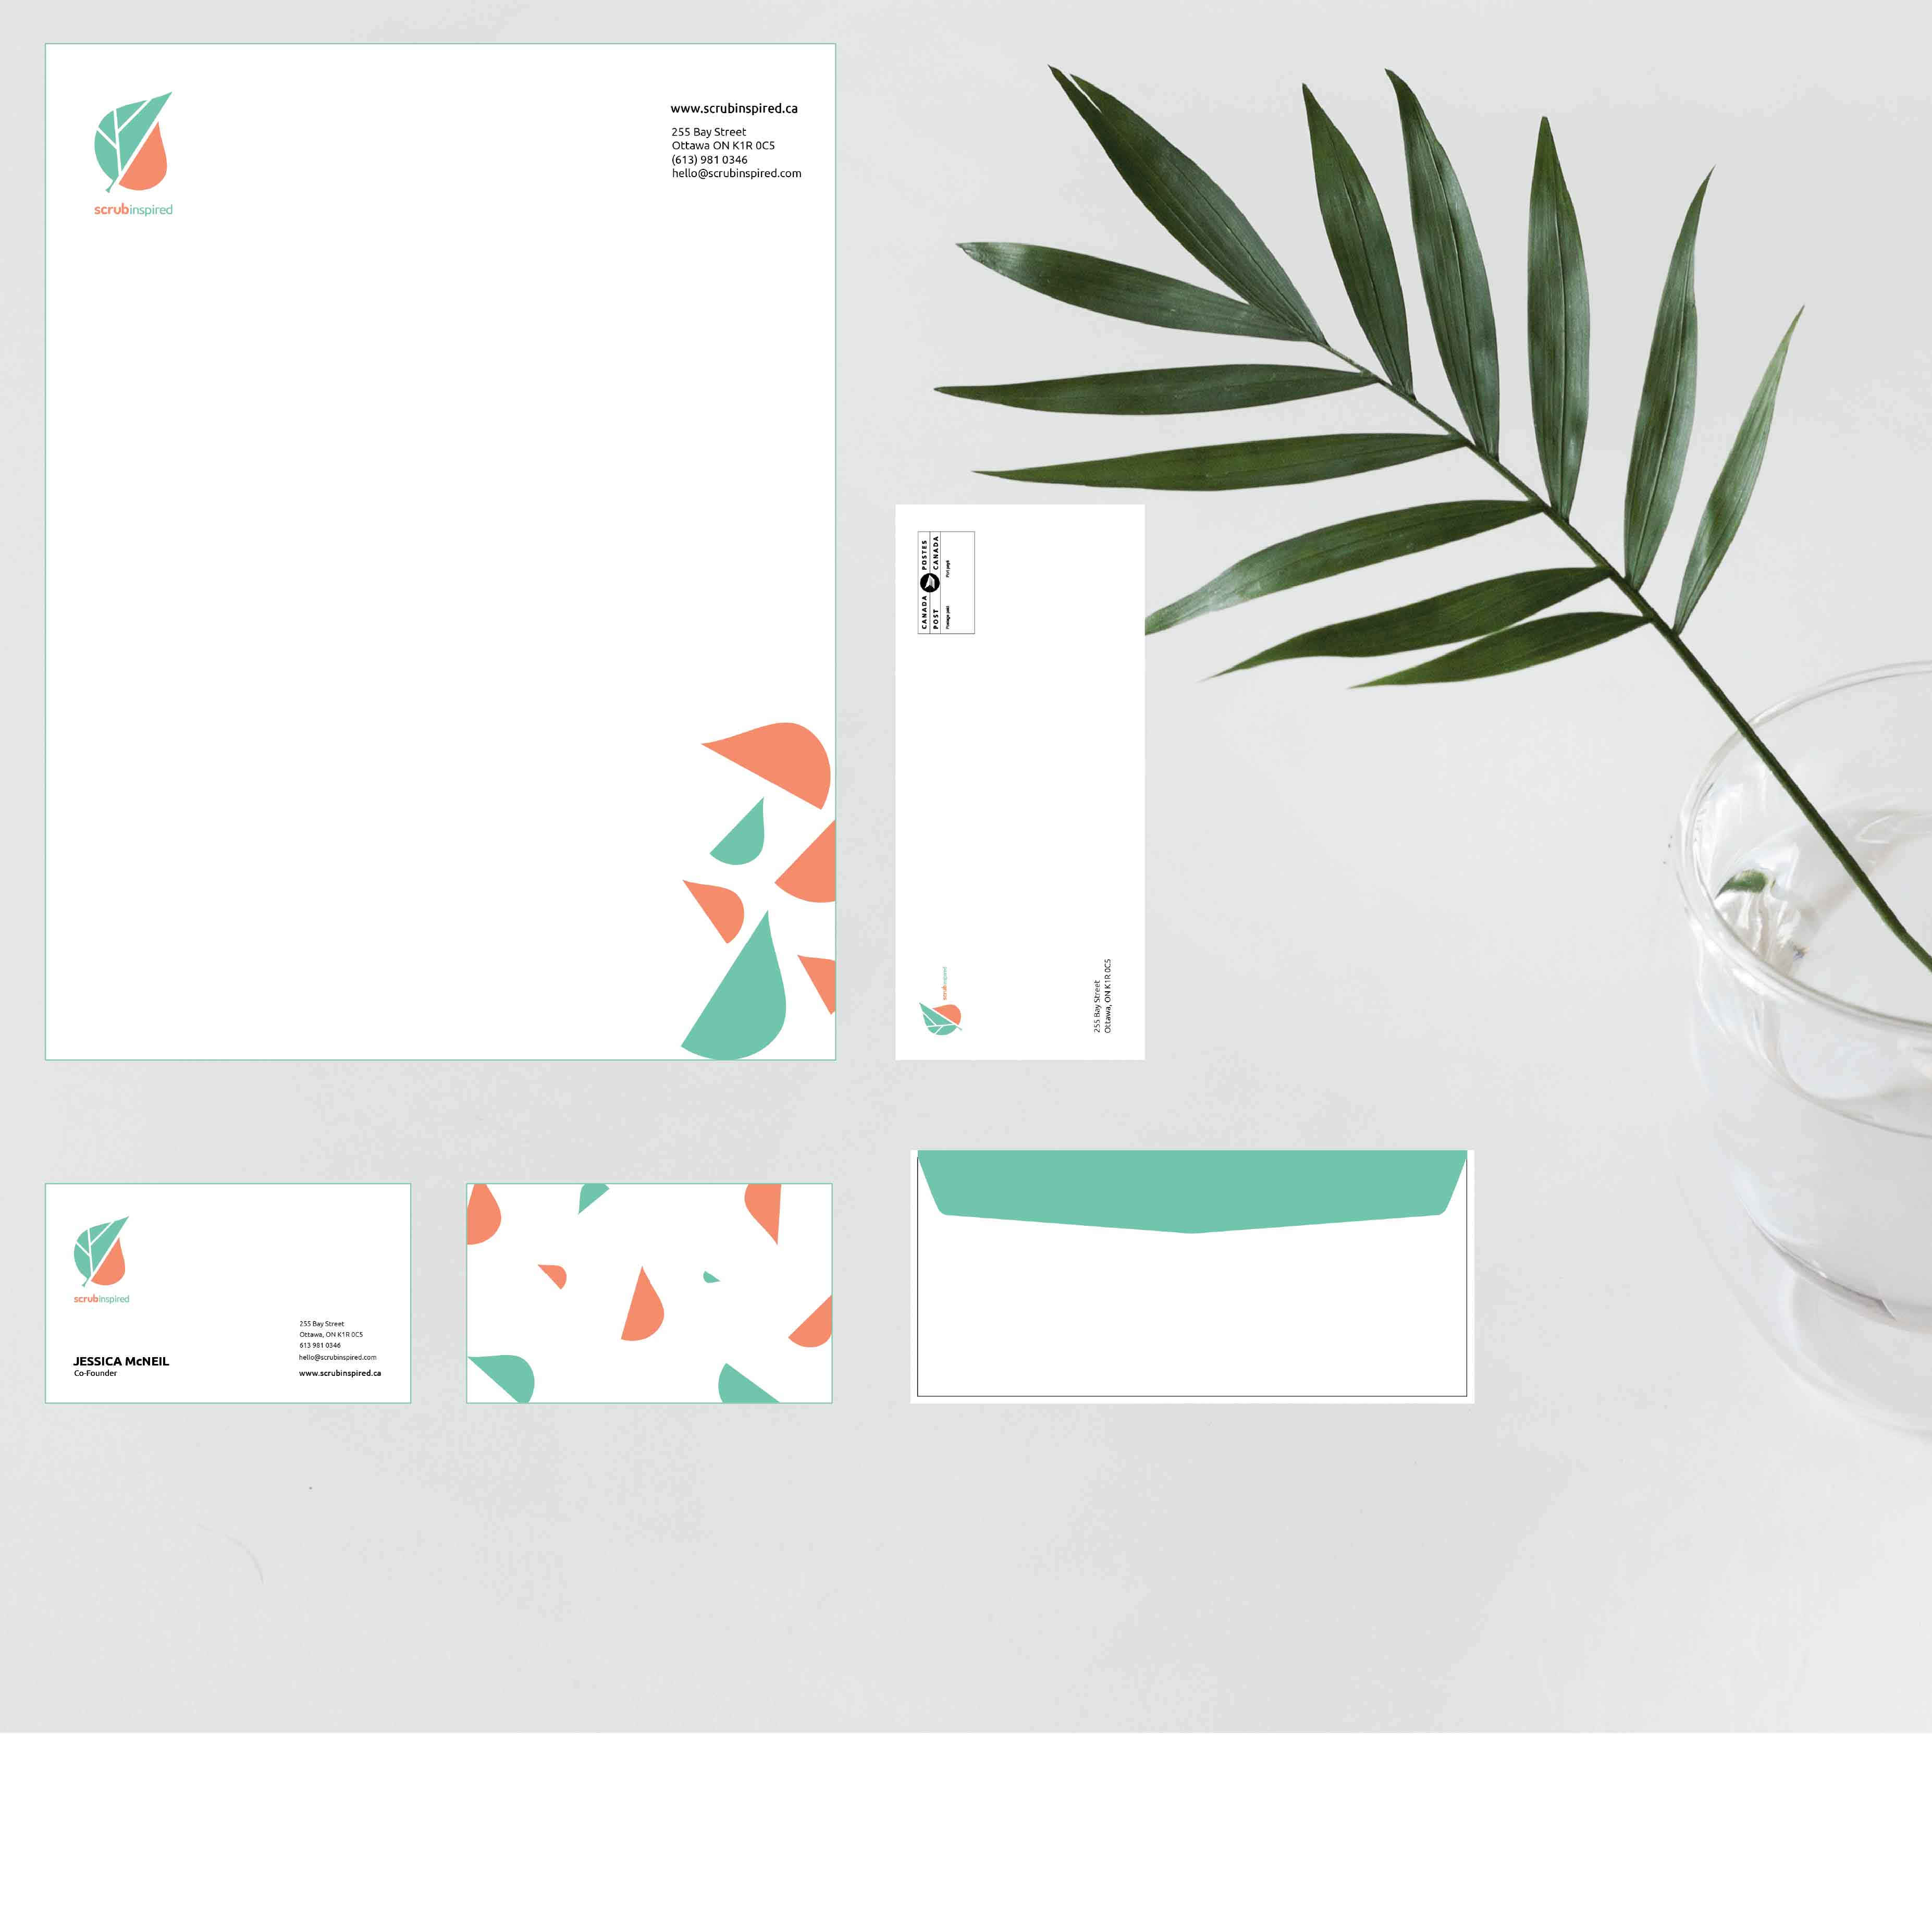 scrubinspired
www.scrubinspired.ca
255 Bay Street
Ottawa ON K1R 0C5
(613) 981 0346
hello@scrubinspired.com
CANADA POSTES
POST CANADA
Postage paid Port payé
scrubinspired
255 Bay Street
Ottawa, ON K1R 0C5
scrubinspired
JESSICA McNEIL
Co-Founder
255 Bay Street
Ottawa, ON K1R 0C5
613 981 0346
hello@scrubinspired.com
www.scrubinspired.ca